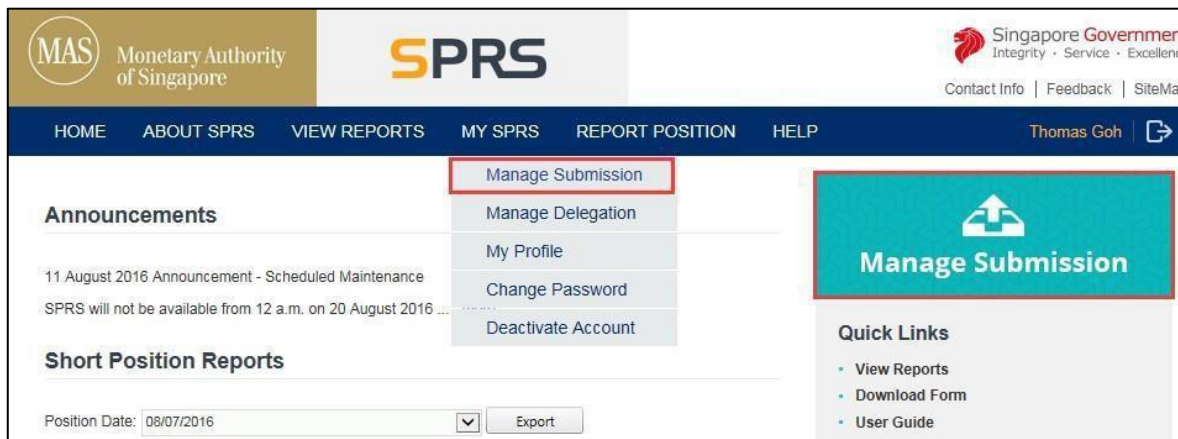 MAS
Monetary Authority
of Singapore
SPRS
Singapore Governmen
Integrity · Service · Excellenc
Contact Info | Feedback | SiteMa
HOME ABOUT SPRS VIEW REPORTS MY SPRS REPORT POSITION HELP Thomas Goh
Manage Submission
Manage Delegation
My Profile
Change Password
Deactivate Account
Announcements
11 August 2016 Announcement - Scheduled Maintenance
SPRS will not be available from 12 a.m. on 20 August 2016 ...
Short Position Reports
Position Date: 08/07/2016 Export
Manage Submission
Quick Links
• View Reports
• Download Form
• User Guide